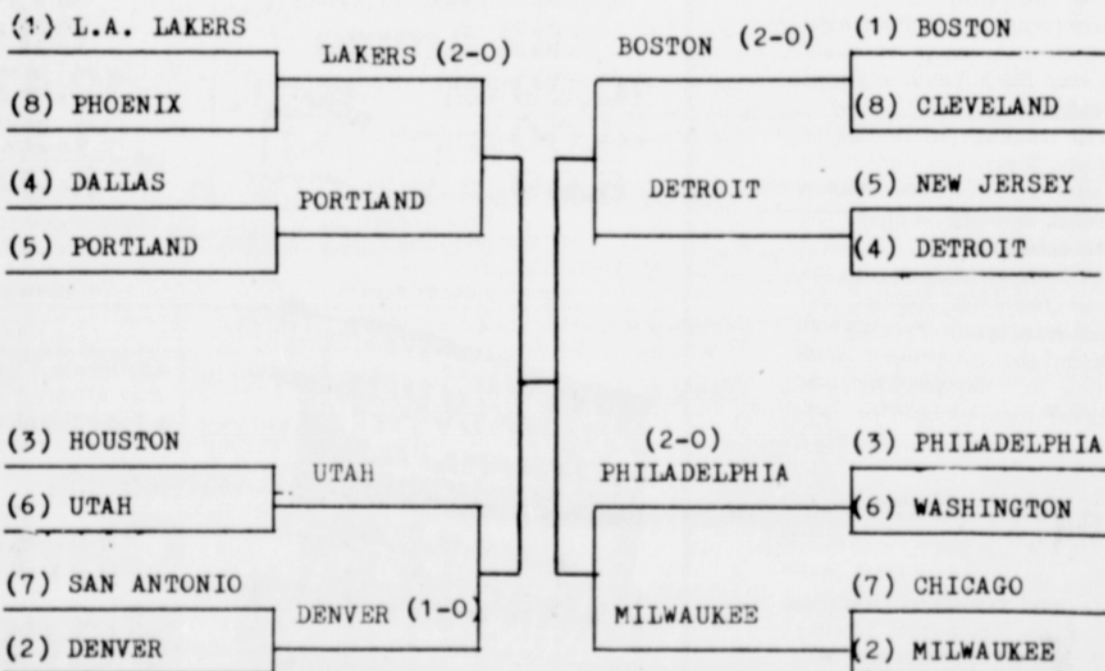 (1) L.A. LAKERS
LAKERS (2-0)
(8) PHOENIX
(4) DALLAS
PORTLAND
(5) PORTLAND
(3) HOUSTON
UTAH
(6) UTAH
(7) SAN ANTONIO
DENVER (1-0)
(2) DENVER
BOSTON (2-0)
(1) BOSTON
(8) CLEVELAND
DETROIT
(5) NEW JERSEY
(4) DETROIT
(2-0)
PHILADELPHIA
(3) PHILADELPHIA
(6) WASHINGTON
MILWAUKEE
(7) CHICAGO
(2) MILWAUKEE